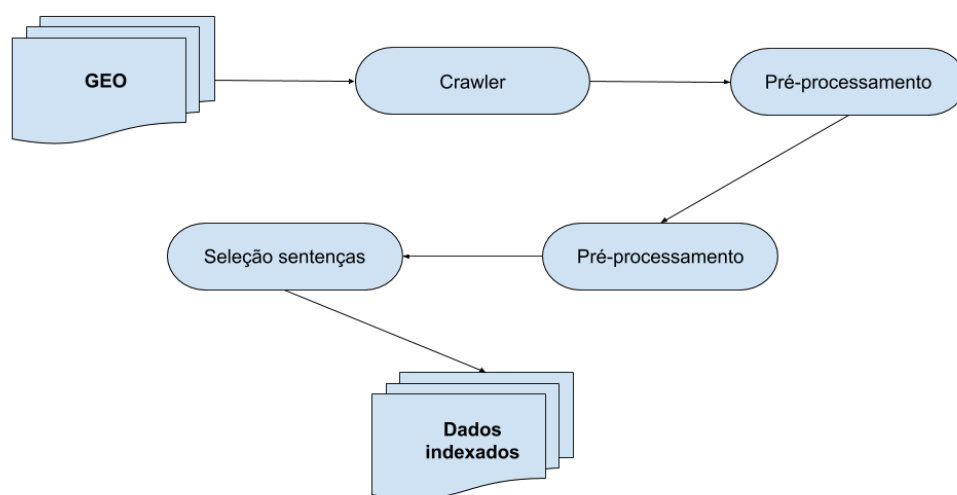 GEO
Crawler
Pré-processamento
Pré-processamento
Seleção sentenças
Dados
indexados